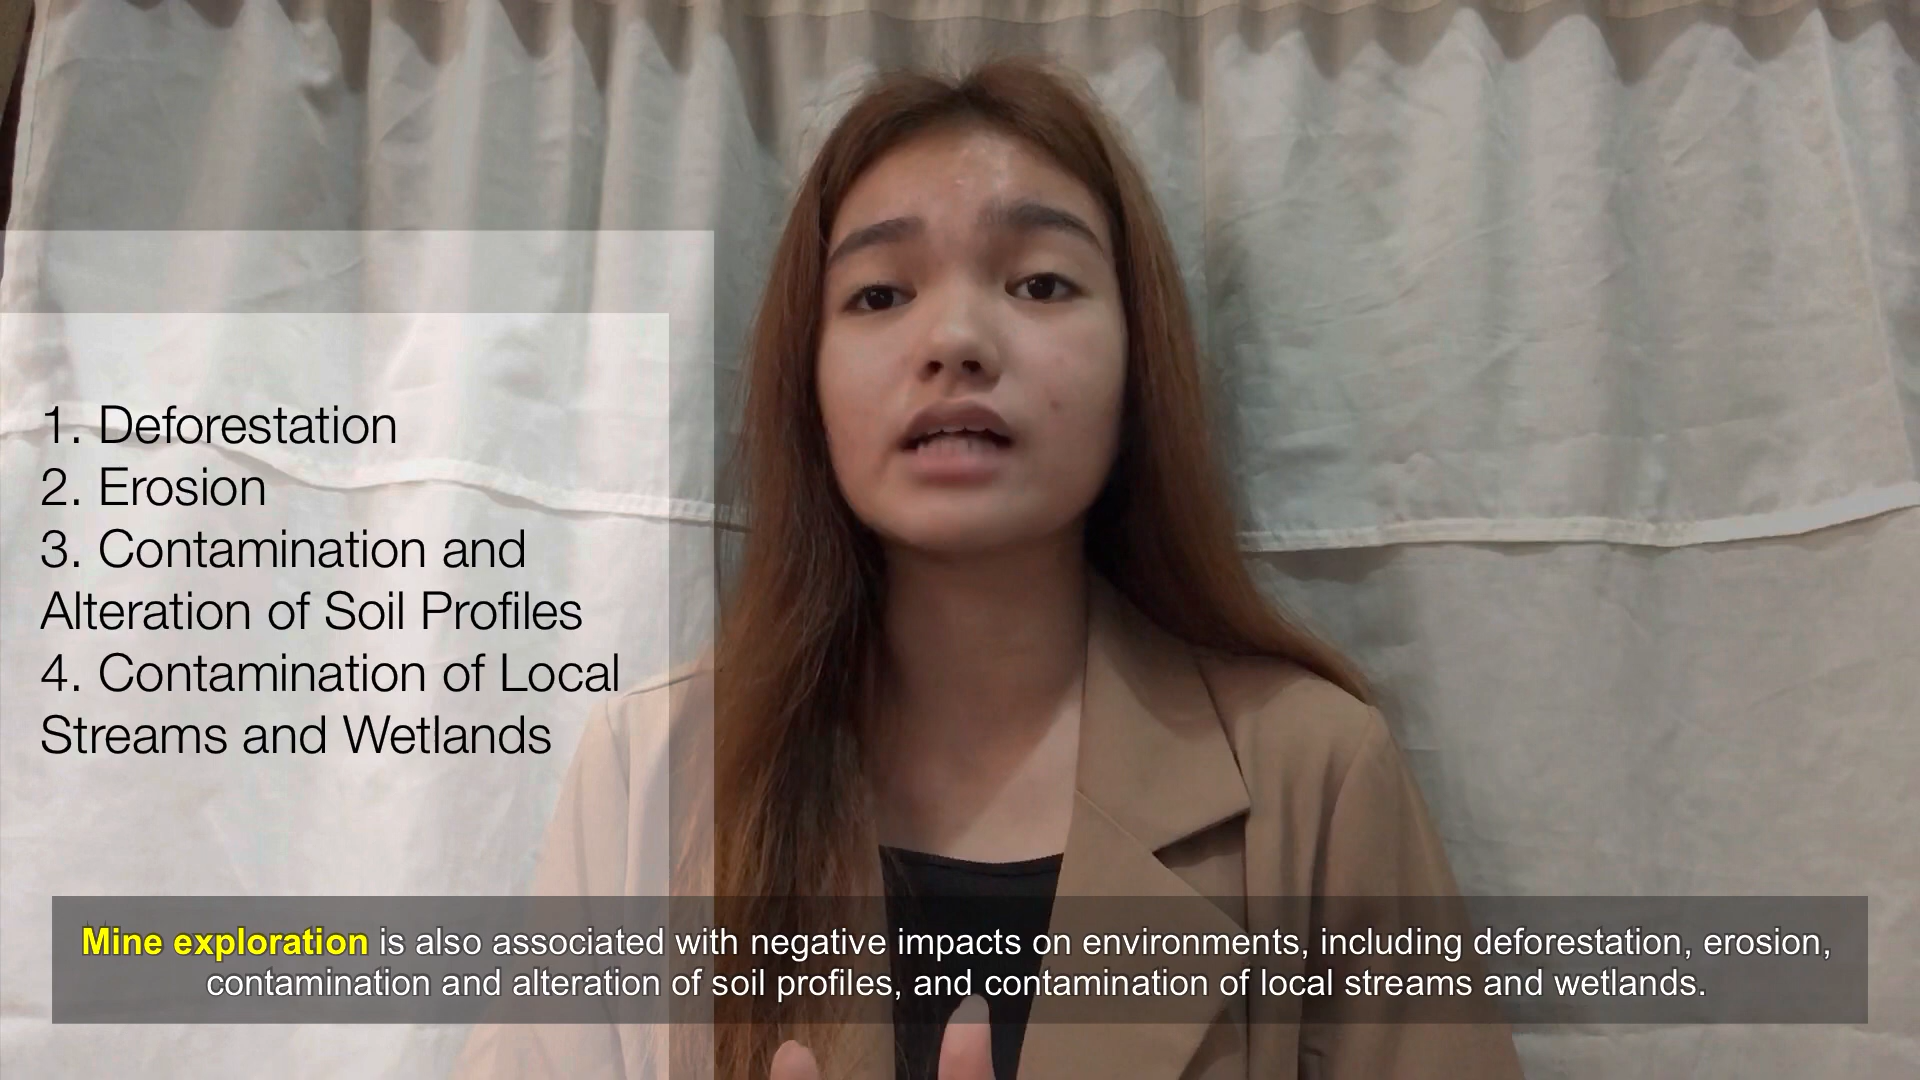 1. Deforestation
2. Erosion
3. Contamination and
Alteration of Soil Profiles
4. Contamination of Local
Streams and Wetlands
Mine exploration is also associated with negative impacts on environments, including deforestation, erosion,
contamination and alteration of soil profiles, and contamination of local streams and wetlands.